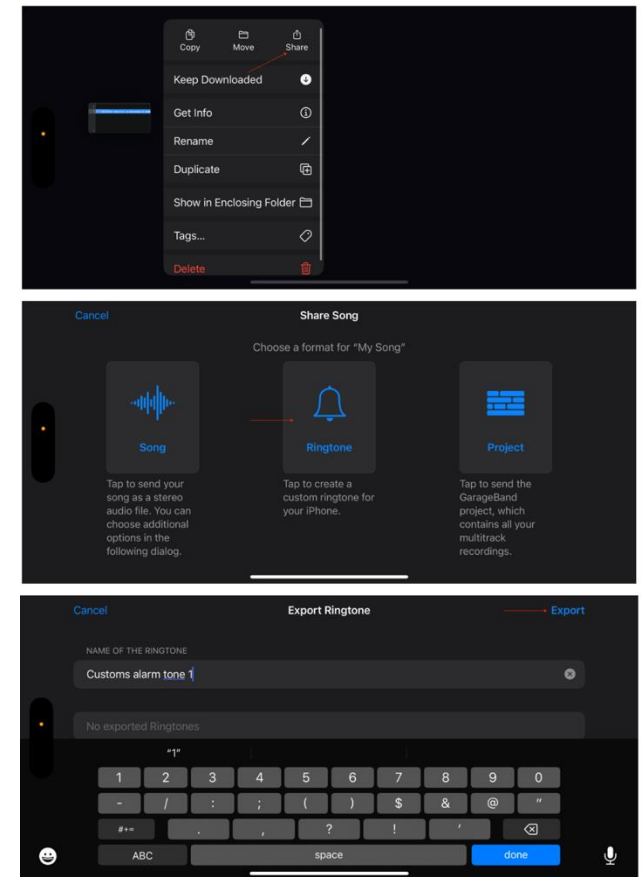 Copy Move Share
Keep Downloaded
Get Info
Rename
Duplicate
Show in Enclosing Folder
Tags...
Delete
Cancel Share Song
Choose a format for "My Song"
Song Ringtone Project
Tap to send your Tap to create a Tap to send the
song as a stereo custom ringtone for GarageBand
audio file. You can your iPhone. project, which
choose additional contains all your
options in the multitrack
following dialog. recordings.
Cancel Export Ringtone Export
NAME OF THE RINGTONE
Customs alarm tone 1
No exported Ringtones
"1"
1 2 3 4 5 6 7 8 9 0
- / : ; ( ) $ & @ "
#+= . , ? ! '
ABC space done